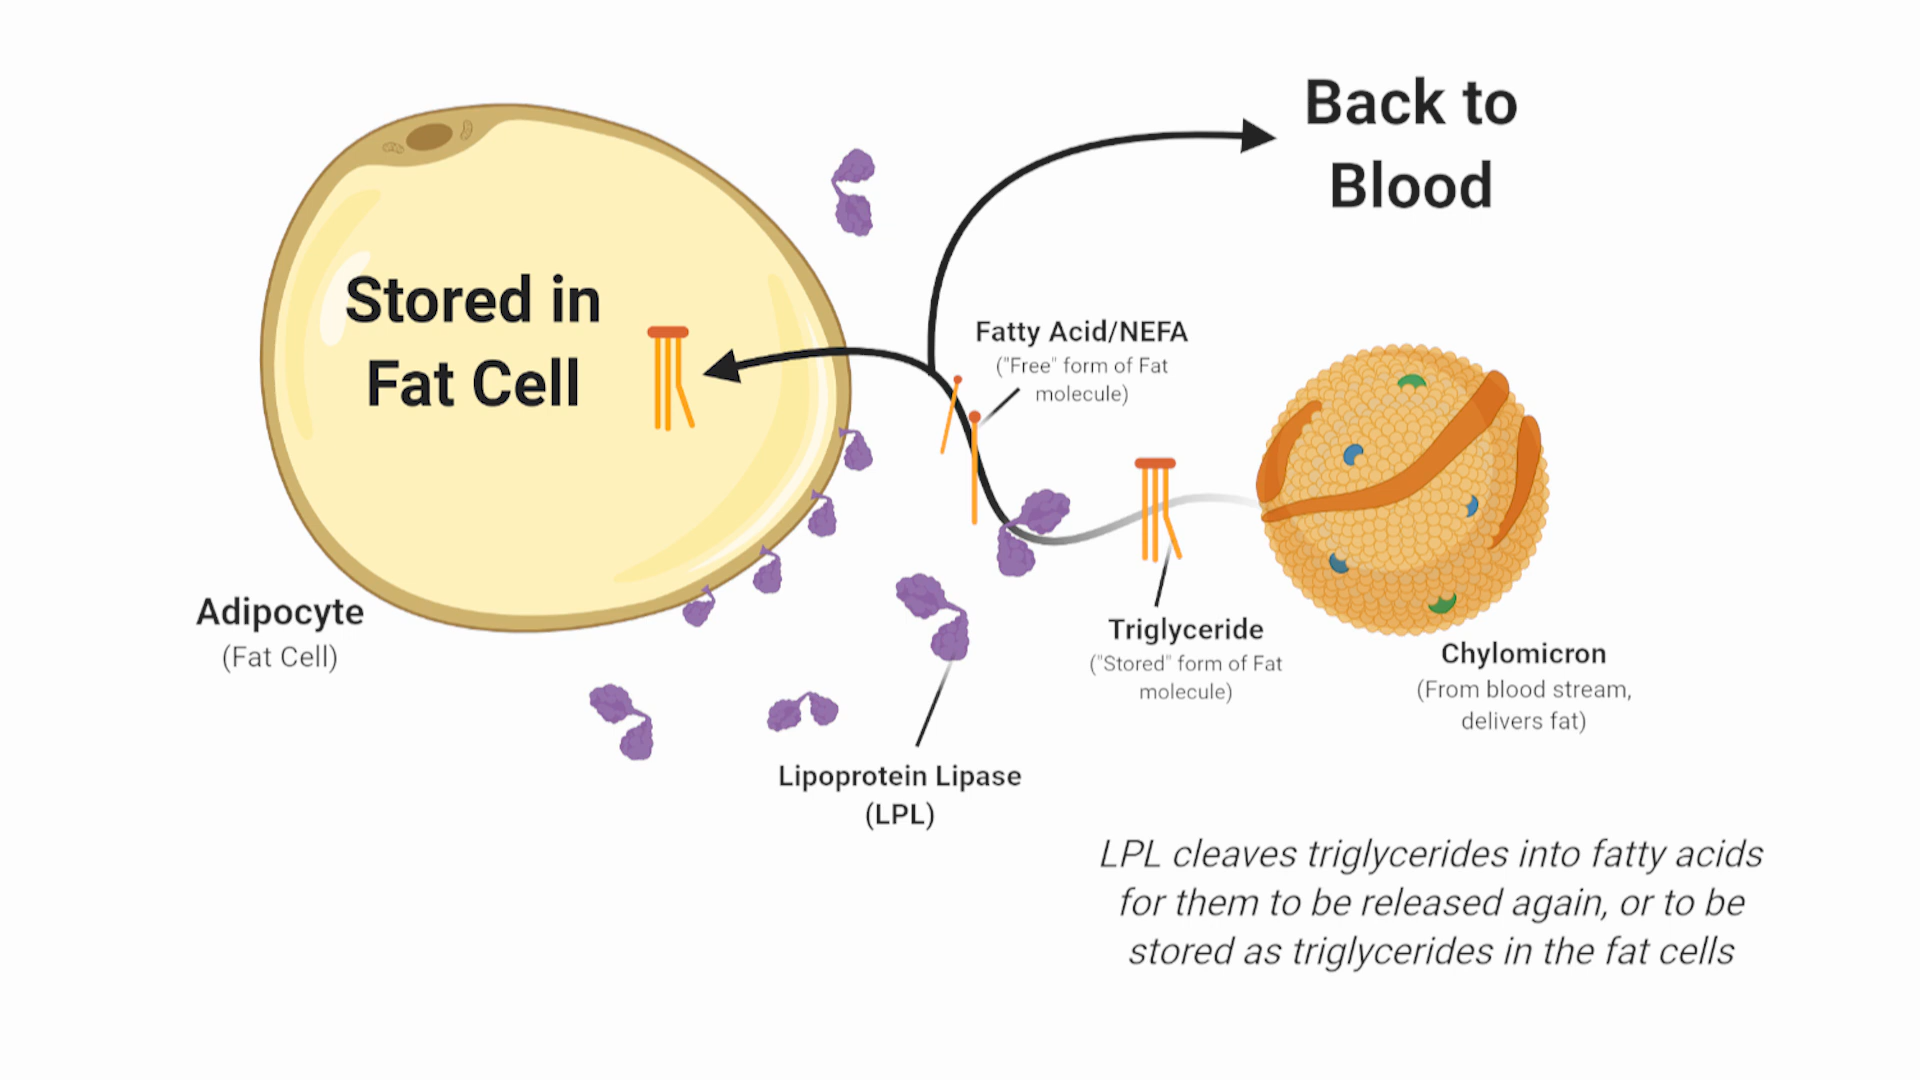 Back to
Blood
Stored in
Fat Cell
Fatty Acid/NEFA
("Free" form of Fat
molecule)
Adipocyte
(Fat Cell)
Triglyceride
("Stored" form of Fat
molecule)
Chylomicron
(From blood stream,
delivers fat)
Lipoprotein Lipase
(LPL)
LPL cleaves triglycerides into fatty acids
for them to be released again, or to be
stored as triglycerides in the fat cells